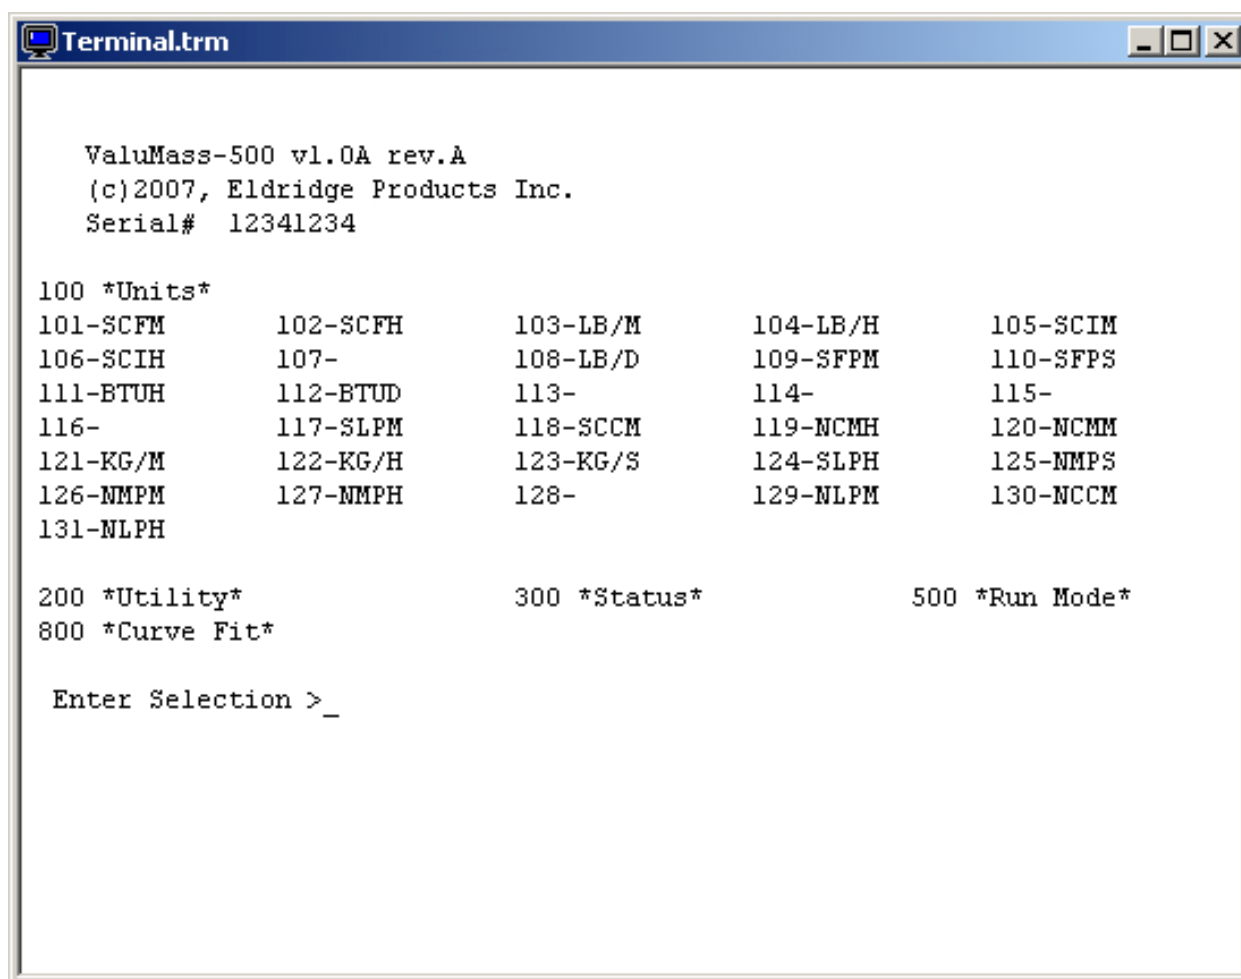 Terminal.trm
ValuMass-500 v1.0A rev.A
(c)2007, Eldridge Products Inc.
Serial#  12341234
100 *Units*
101-SCFM 102-SCFH 103-LB/M 104-LB/H 105-SCIM
106-SCIH 107- 108-LB/D 109-SFPM 110-SFPS
111-BTUH 112-BTUD 113- 114- 115-
116- 117-SLPM 118-SCCM 119-NCMH 120-NCMM
121-KG/M 122-KG/H 123-KG/S 124-SLPH 125-NMPS
126-NMPM 127-NMPH 128- 129-NLPM 130-NCCM
131-NLPH
200 *Utility* 300 *Status* 500 *Run Mode*
800 *Curve Fit*
Enter Selection >_